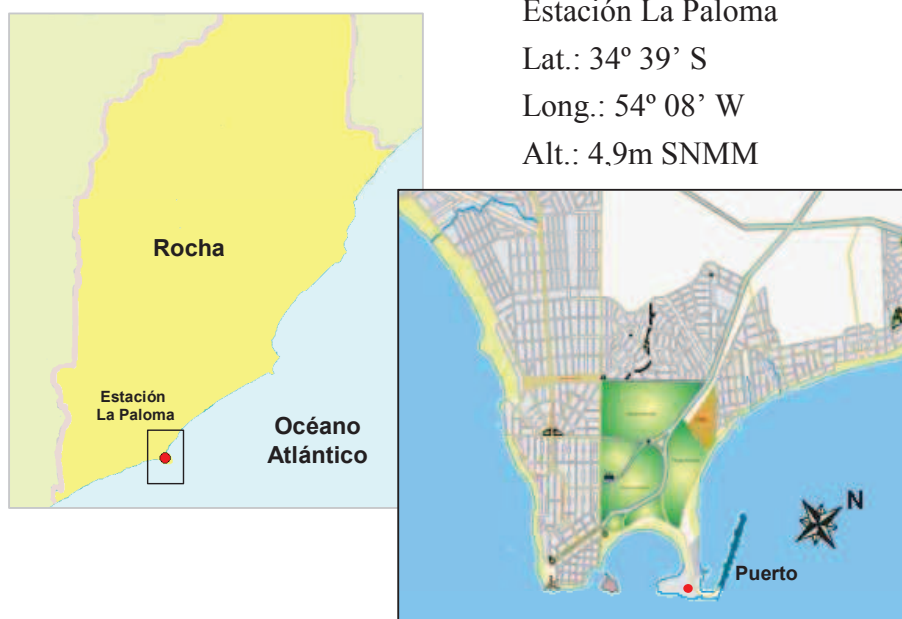 Estación La Paloma
Lat.: 34º 39’ S
Long.: 54º 08’ W
Alt.: 4,9m SNMM
Rocha
Estación
La Paloma
Océano
Atlántico
N
Puerto